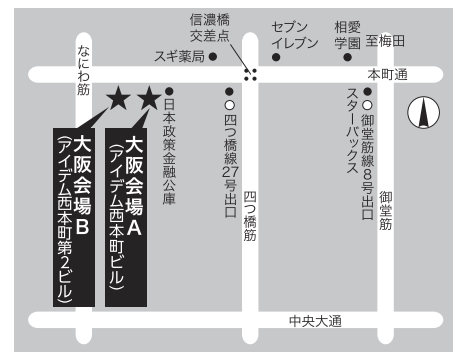 信濃橋
交差点
セブン
イレブン
相愛
学園
至梅田
スギ薬局
なにわ筋
本町通
日本政策金融公庫
四つ橋線27号出口
四つ橋筋
スターバックス
御堂筋線8号出口
御堂筋
大阪会場A
(アイデム西本町ビル)
大阪会場B
(アイデム西本町第2ビル)
中央大通